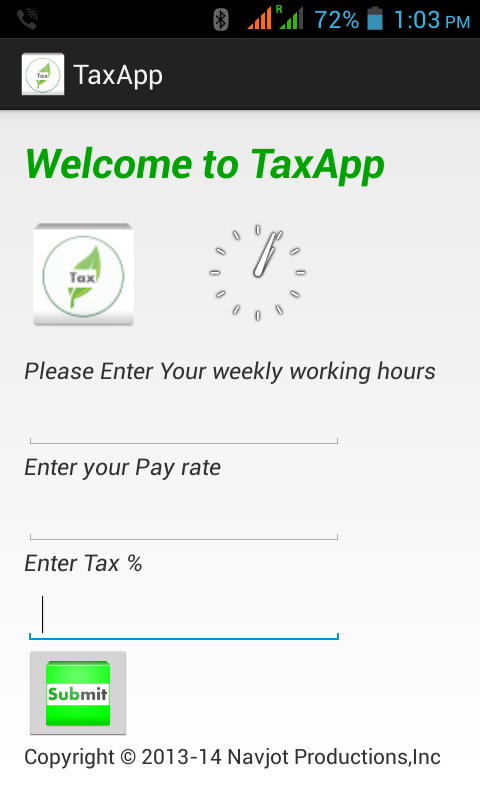 R 72% 1:03 PM
Tax TaxApp
Welcome to TaxApp
Tax
Please Enter Your weekly working hours
Enter your Pay rate
Enter Tax %
Submit
Copyright © 2013-14 Navjot Productions,Inc